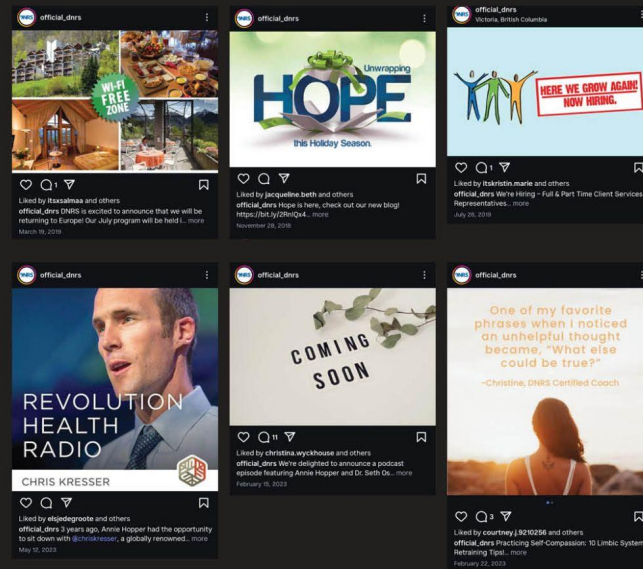 official_dnrs
WI-FI
FREE
ZONE
1
Liked by itsxsalmaa and others
official_dnrs DNRS is excited to announce that we will be
returning to Europe! Our July program will be held i... more
March 19, 2019
official_dnrs
Unwrapping
HOPE
this Holiday Season.
Liked by jacqueline.beth and others
official_dnrs Hope is here, check out our new blog!
https://bit.ly/2RnIQx4... more
November 28, 2018
official_dnrs
Victoria, British Columbia
HERE WE GROW AGAIN!
NOW HIRING.
1
Liked by itskristin.marie and others
official_dnrs We're Hiring – Full & Part Time Client Services
Representatives... more
July 26, 2019
official_dnrs
REVOLUTION
HEALTH
RADIO
CHRIS KRESSER
Liked by elsjedegroote and others
official_dnrs 3 years ago, Annie Hopper had the opportunity
to sit down with @chriskresser, a globally renowned... more
May 12, 2023
official_dnrs
COMING
SOON
11
Liked by christina.wyckhouse and others
official_dnrs We're delighted to announce a podcast
episode featuring Annie Hopper and Dr. Seth Os... more
February 15, 2023
official_dnrs
One of my favorite
phrases when I noticed
an unhelpful thought
became, "What else
could be true?"
–Christine, DNRS Certified Coach
3
Liked by courtney.j.9210256 and others
official_dnrs Practicing Self-Compassion: 10 Limbic System
Retraining Tips!... more
February 22, 2023